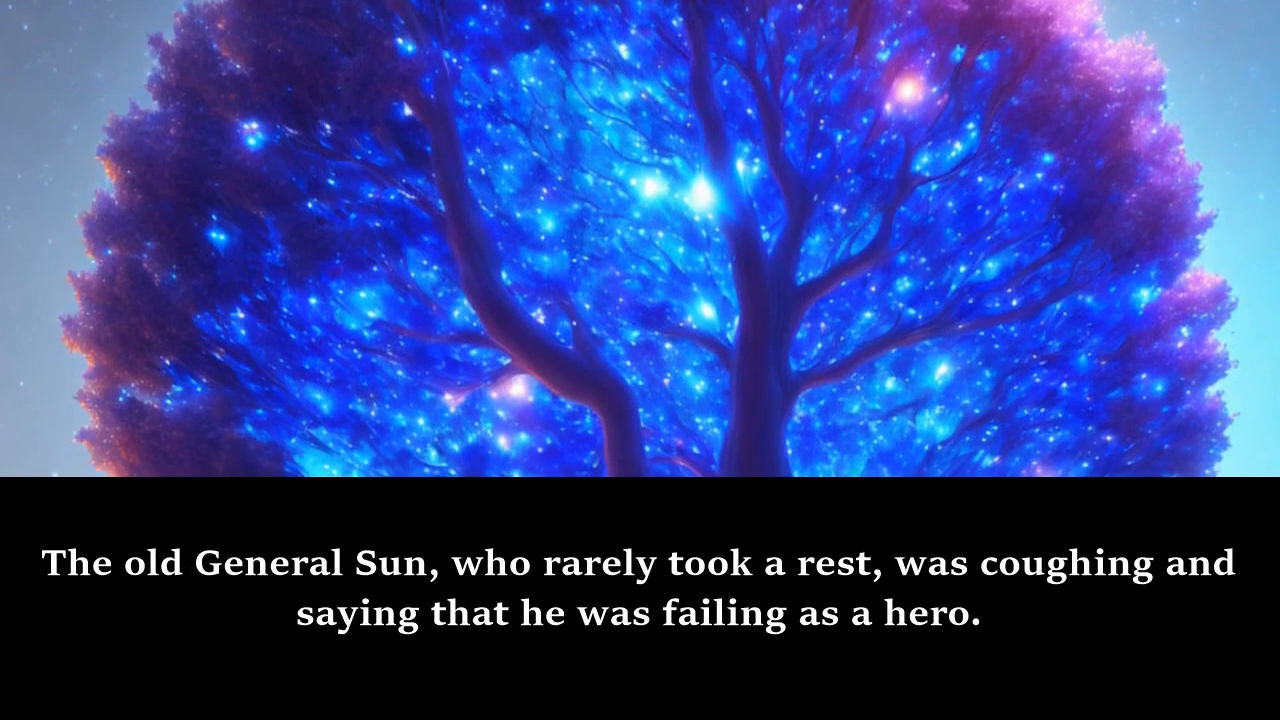 The old General Sun, who rarely took a rest, was coughing and
saying that he was failing as a hero.